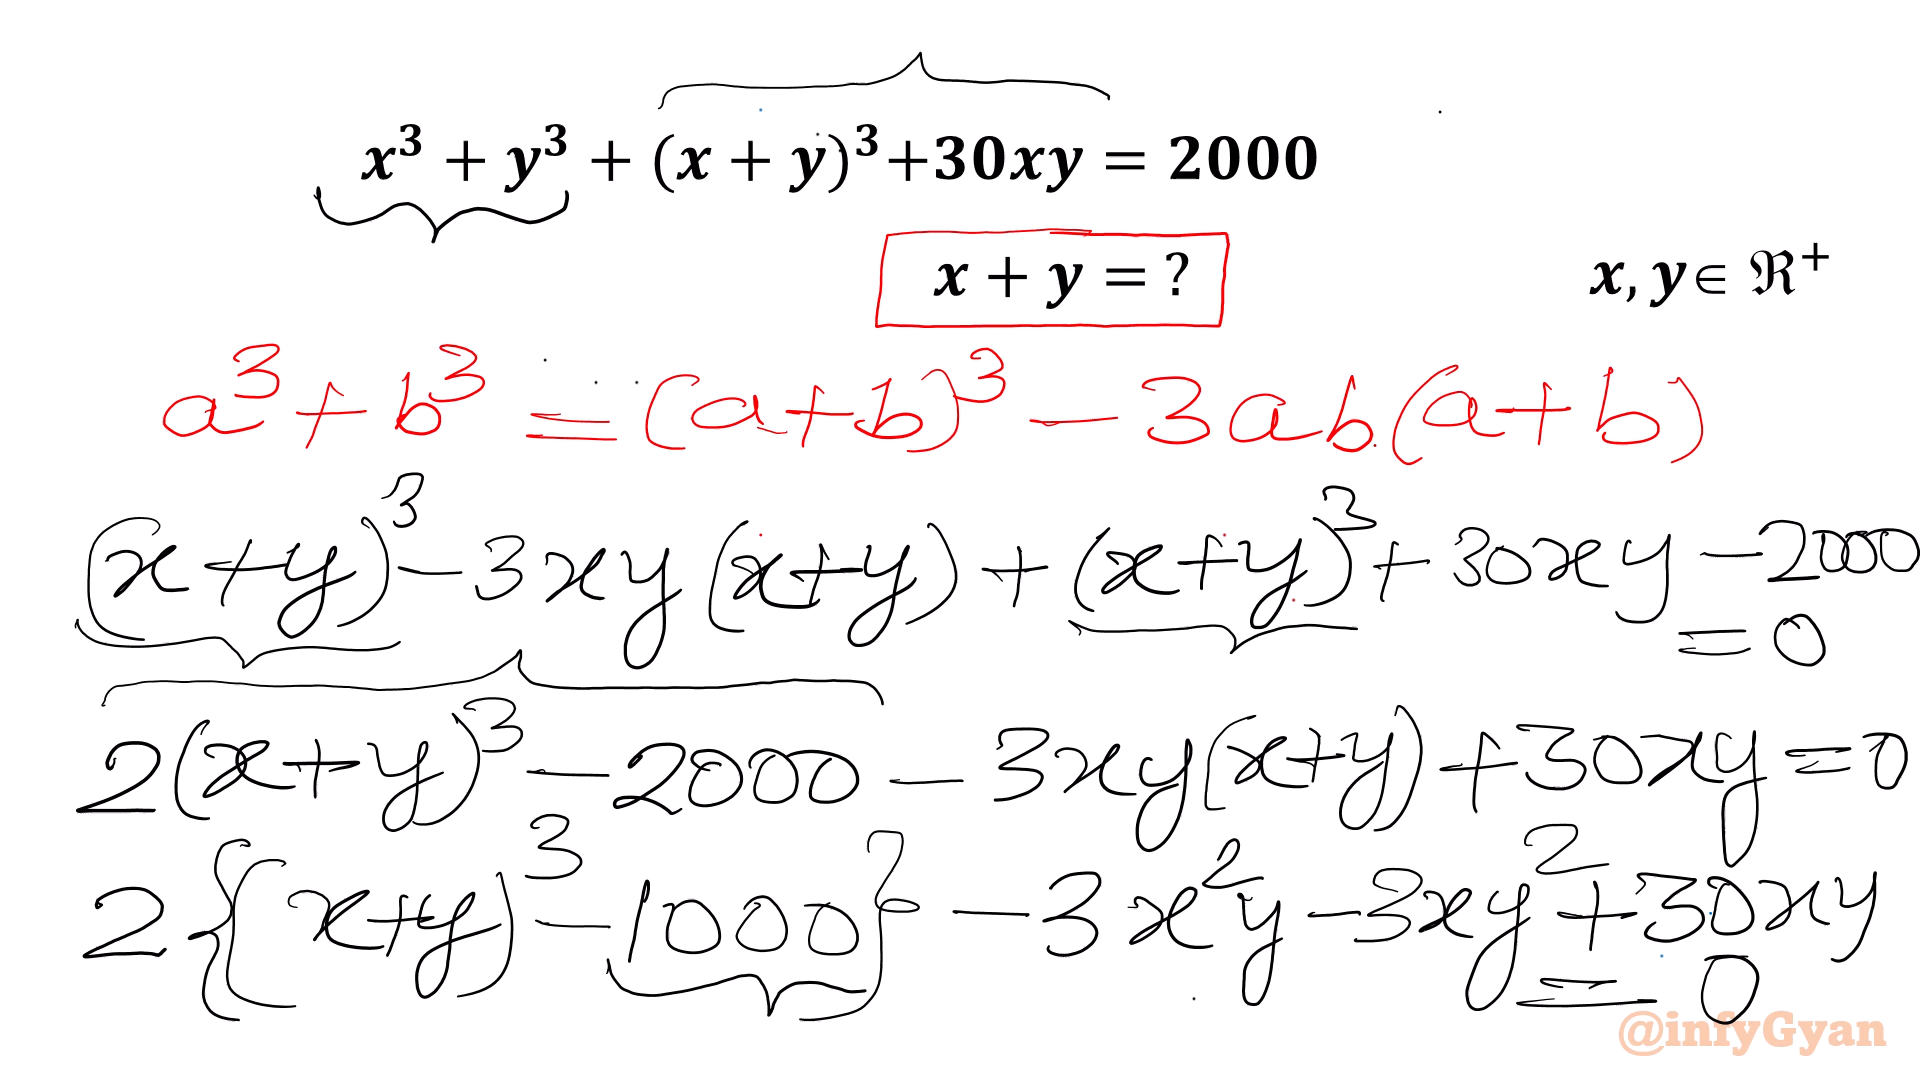 x³ + y³ + (x + y)³+30xy = 2000
x + y = ?
x, y∈ ℜ⁺
a³ + b³ = (a+b)³ - 3ab(a+b)
(x+y)³ - 3xy(x+y) + (x+y)³ + 30xy - 2000
= 0
2(x+y)³ - 2000 - 3xy(x+y) + 30xy = 0
2{(x+y)³ - 1000} - 3x²y - 3xy² + 30xy
= 0
@infyGyan